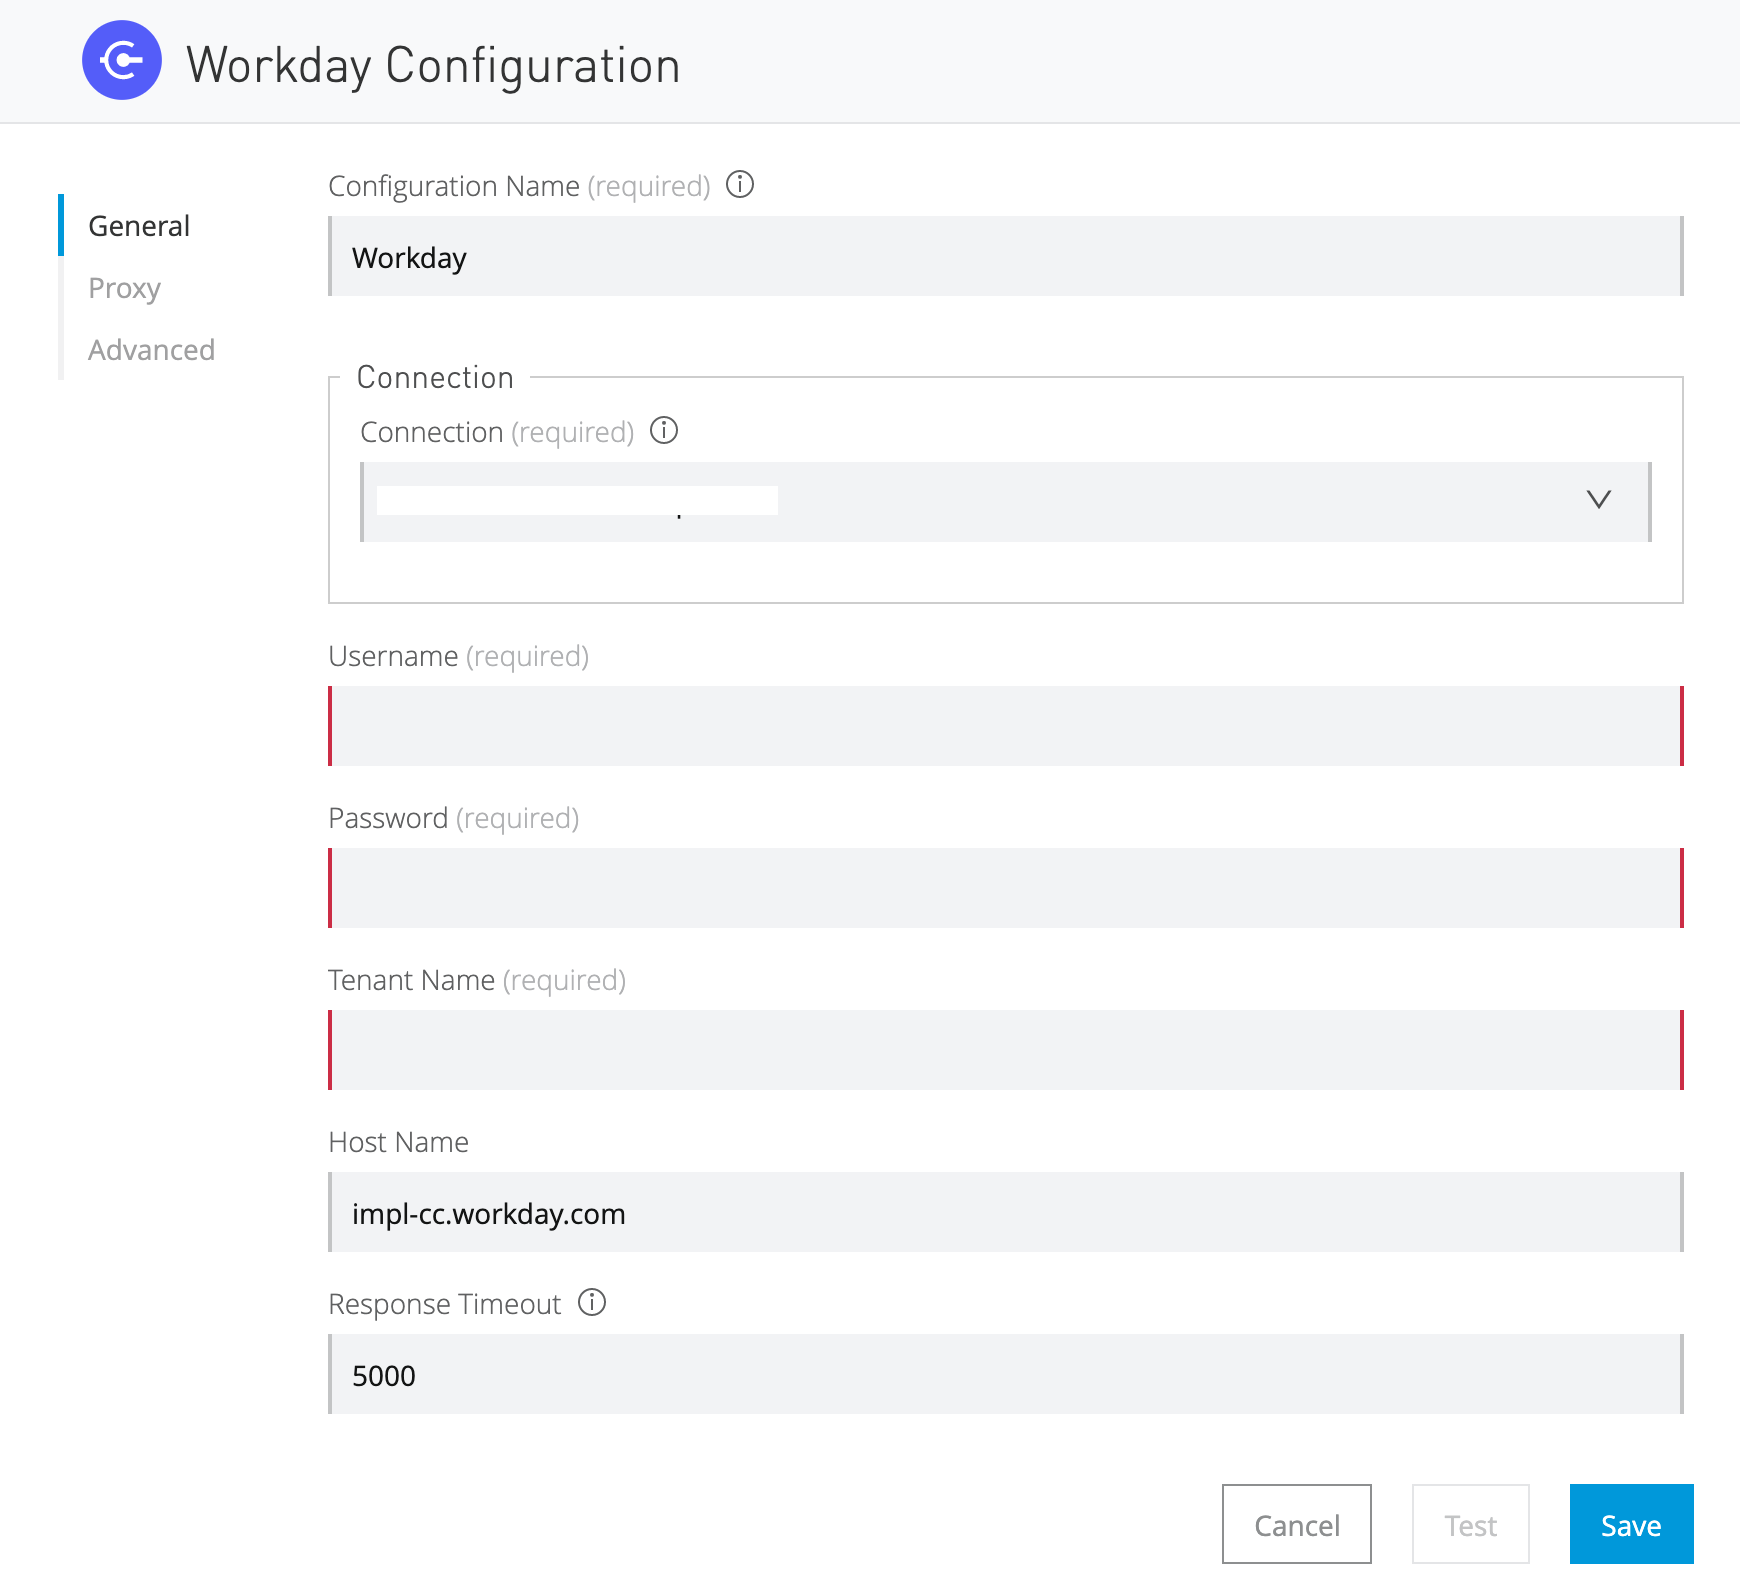 Workday Configuration
General
Proxy
Advanced
Configuration Name (required)
Workday
Connection
Connection (required)
Username (required)
Password (required)
Tenant Name (required)
Host Name
impl-cc.workday.com
Response Timeout
5000
Cancel
Test
Save